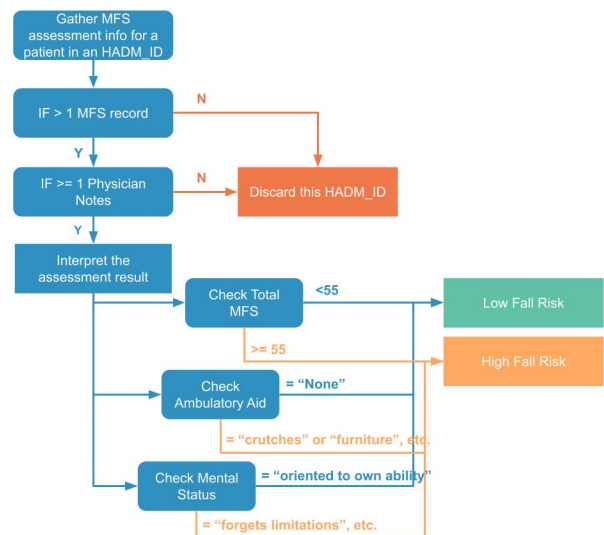 Gather MFS
assessment info for a
patient in an HADM_ID
IF > 1 MFS record
N
Y
IF >= 1 Physician
Notes
N
Discard this HADM_ID
Y
Interpret the
assessment result
Check Total
MFS
<55
Low Fall Risk
>= 55
High Fall Risk
Check
Ambulatory Aid
= “None”
= “crutches” or “furniture”, etc.
Check Mental
Status
= “oriented to own ability”
= “forgets limitations”, etc.